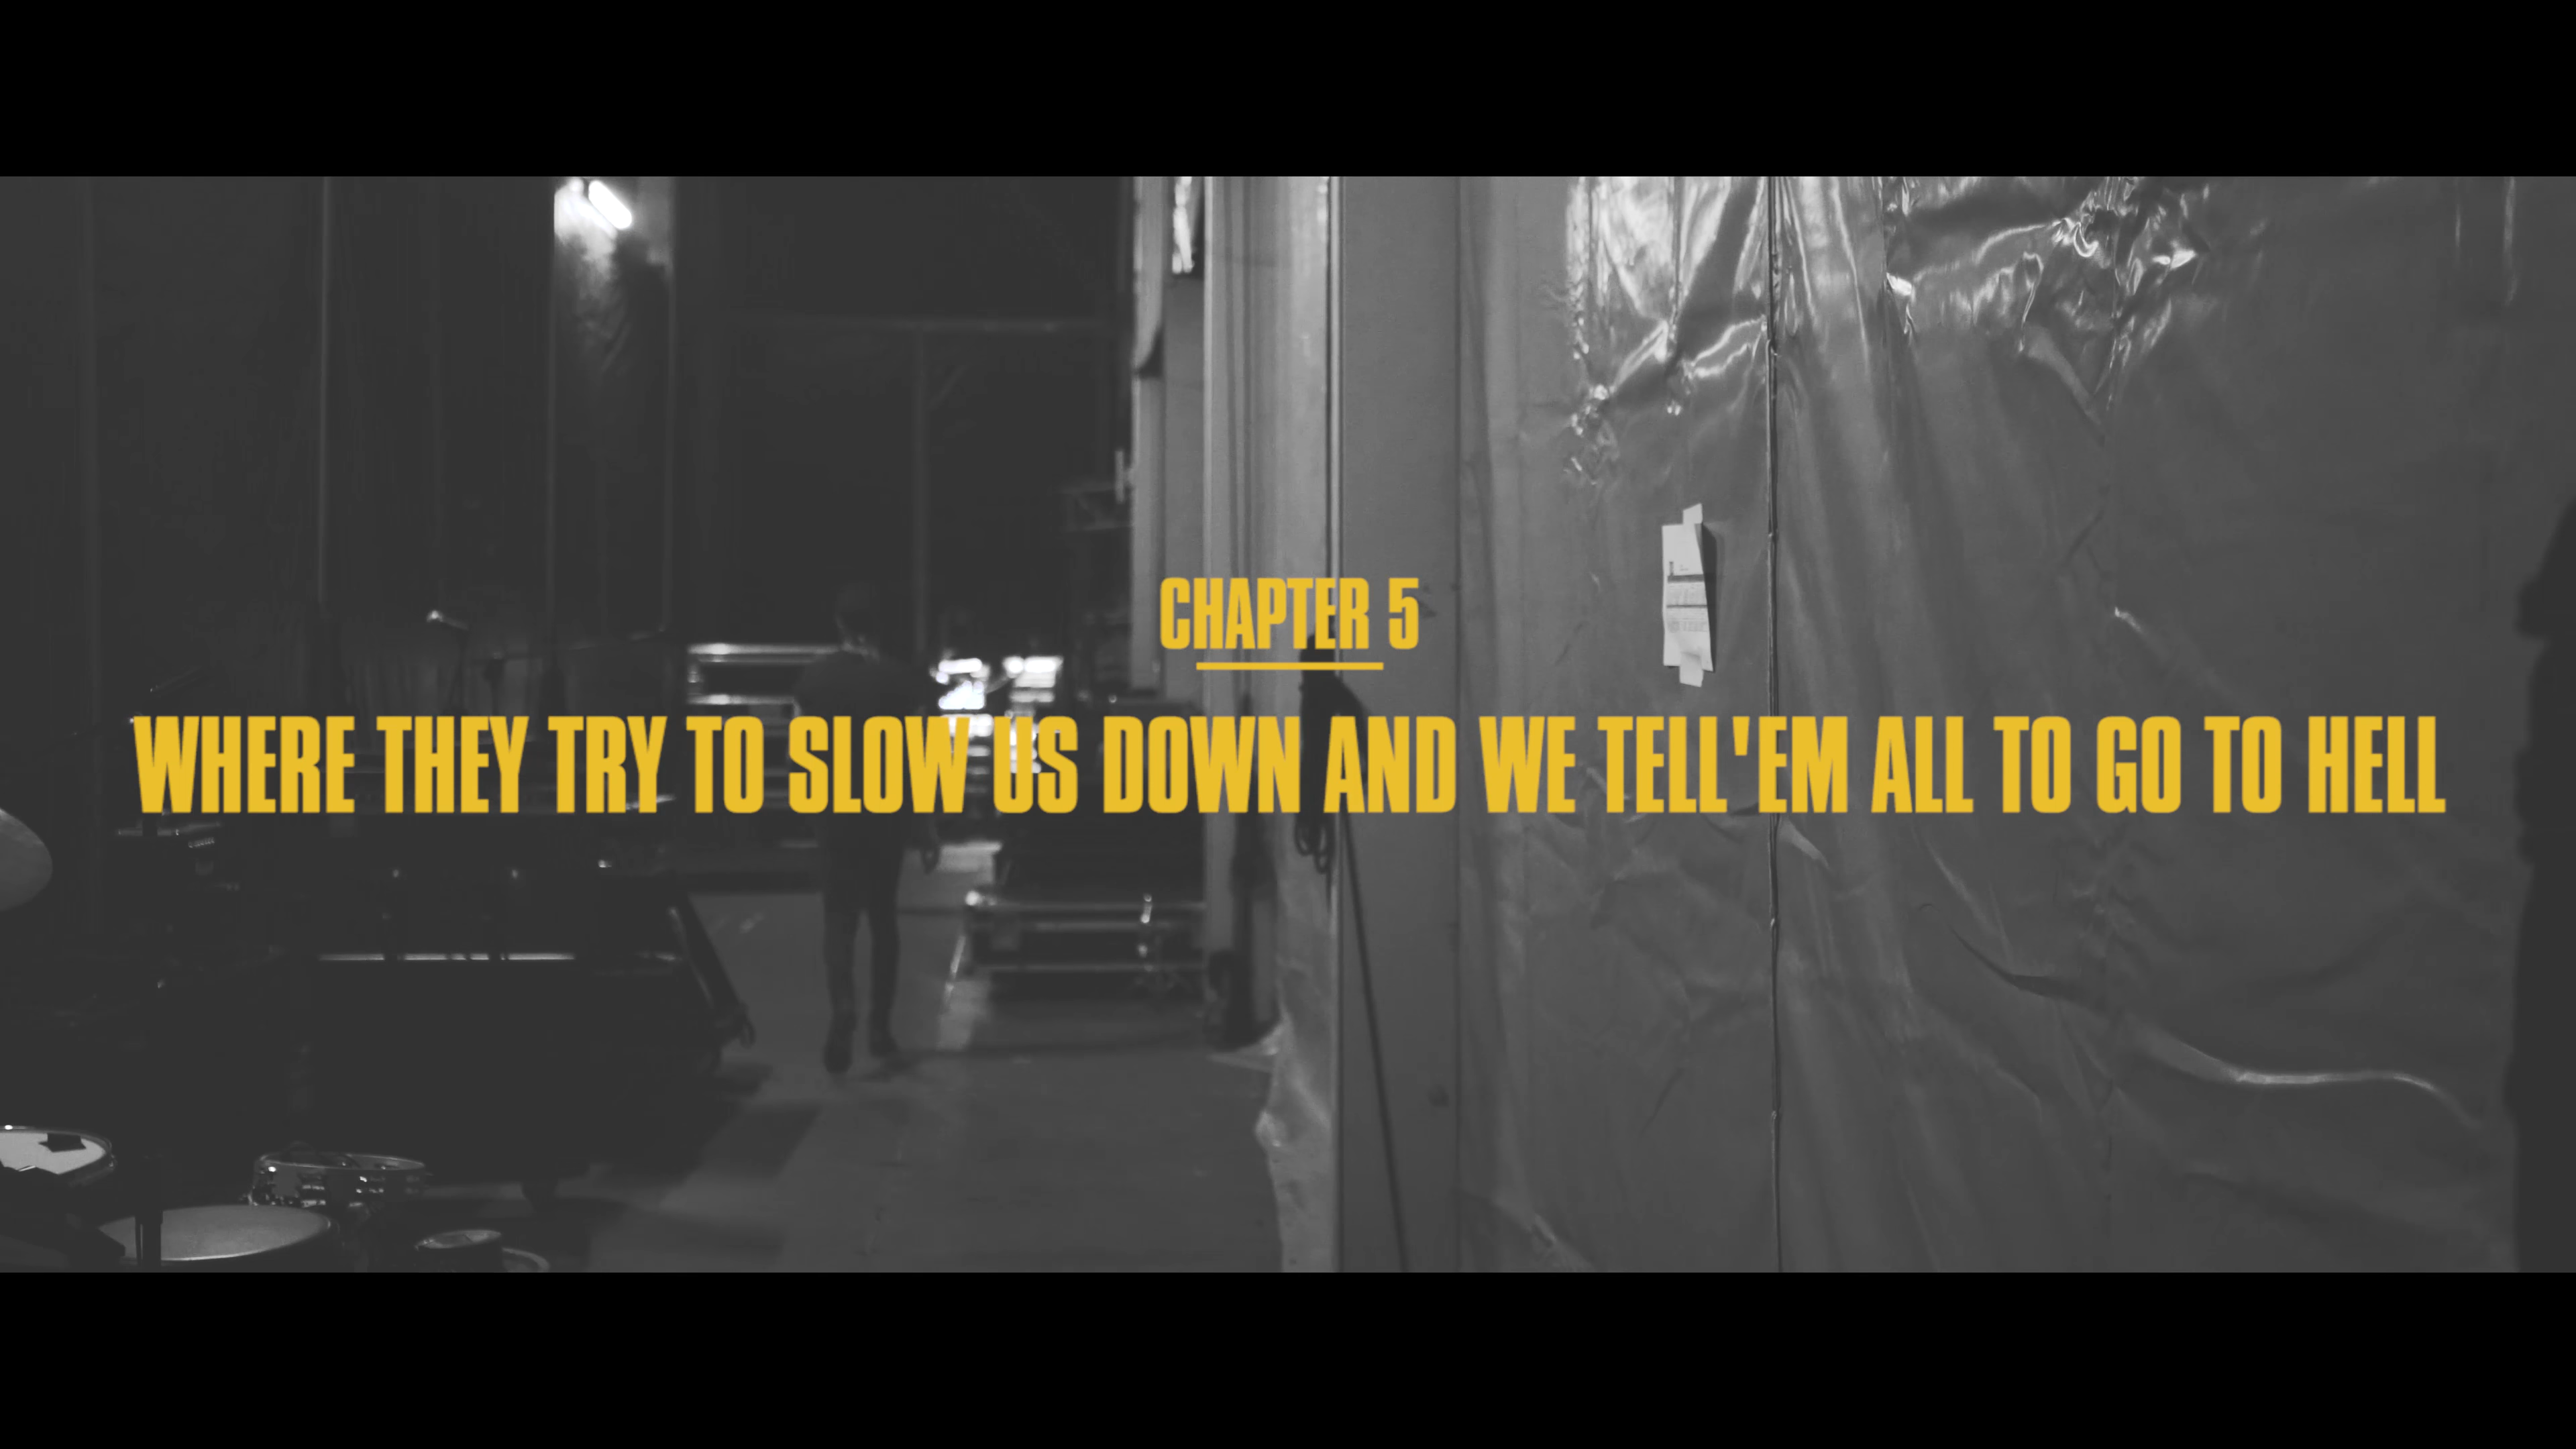 CHAPTER 5
WHERE THEY TRY TO SLOW US DOWN AND WE TELL'EM ALL TO GO TO HELL